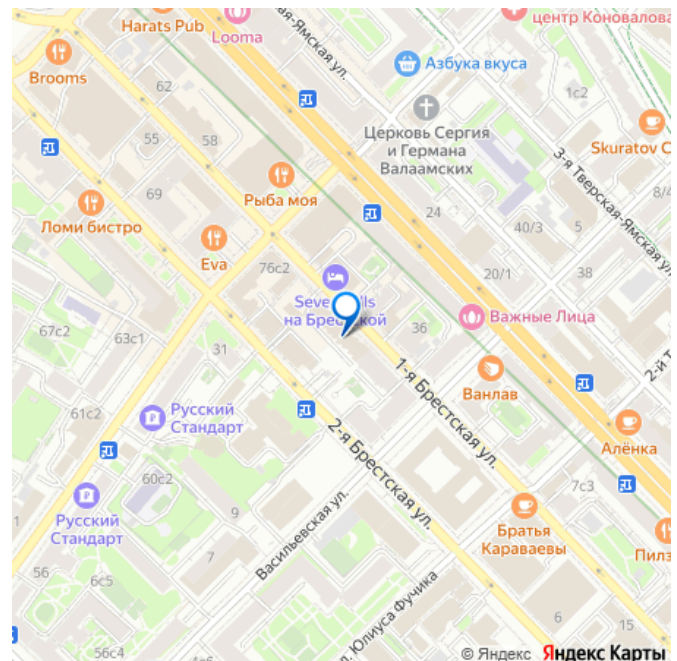 Harats Pub
Looma
центр Коновалова
-Ямская ул.
Азбука вкуса
Brooms
62
1с2
55
58
Церковь Сергия
и Германа
Валаамских
Skuratov C
3-я Тверская-Ямская ул.
69
Рыба моя
8/4
24
40/3
5
Ломи бистро
Eva
76с2
20/1
38
Seve
lls
на Брес
кой
Важные Лица
67с2
63с1
31
36
2-й Т
1-я Брестская ул.
Ванлав
61с2
Русский
Стандарт
2-я Брестская ул.
Алёнка
60с2
7с3
Русский
Стандарт
9
Васильевская ул.
Братья
Караваевы
Пилз
1
7
56
6с5
л. Юлиуса Фучика
6
15
56с4
© Яндекс Яндекс Карты